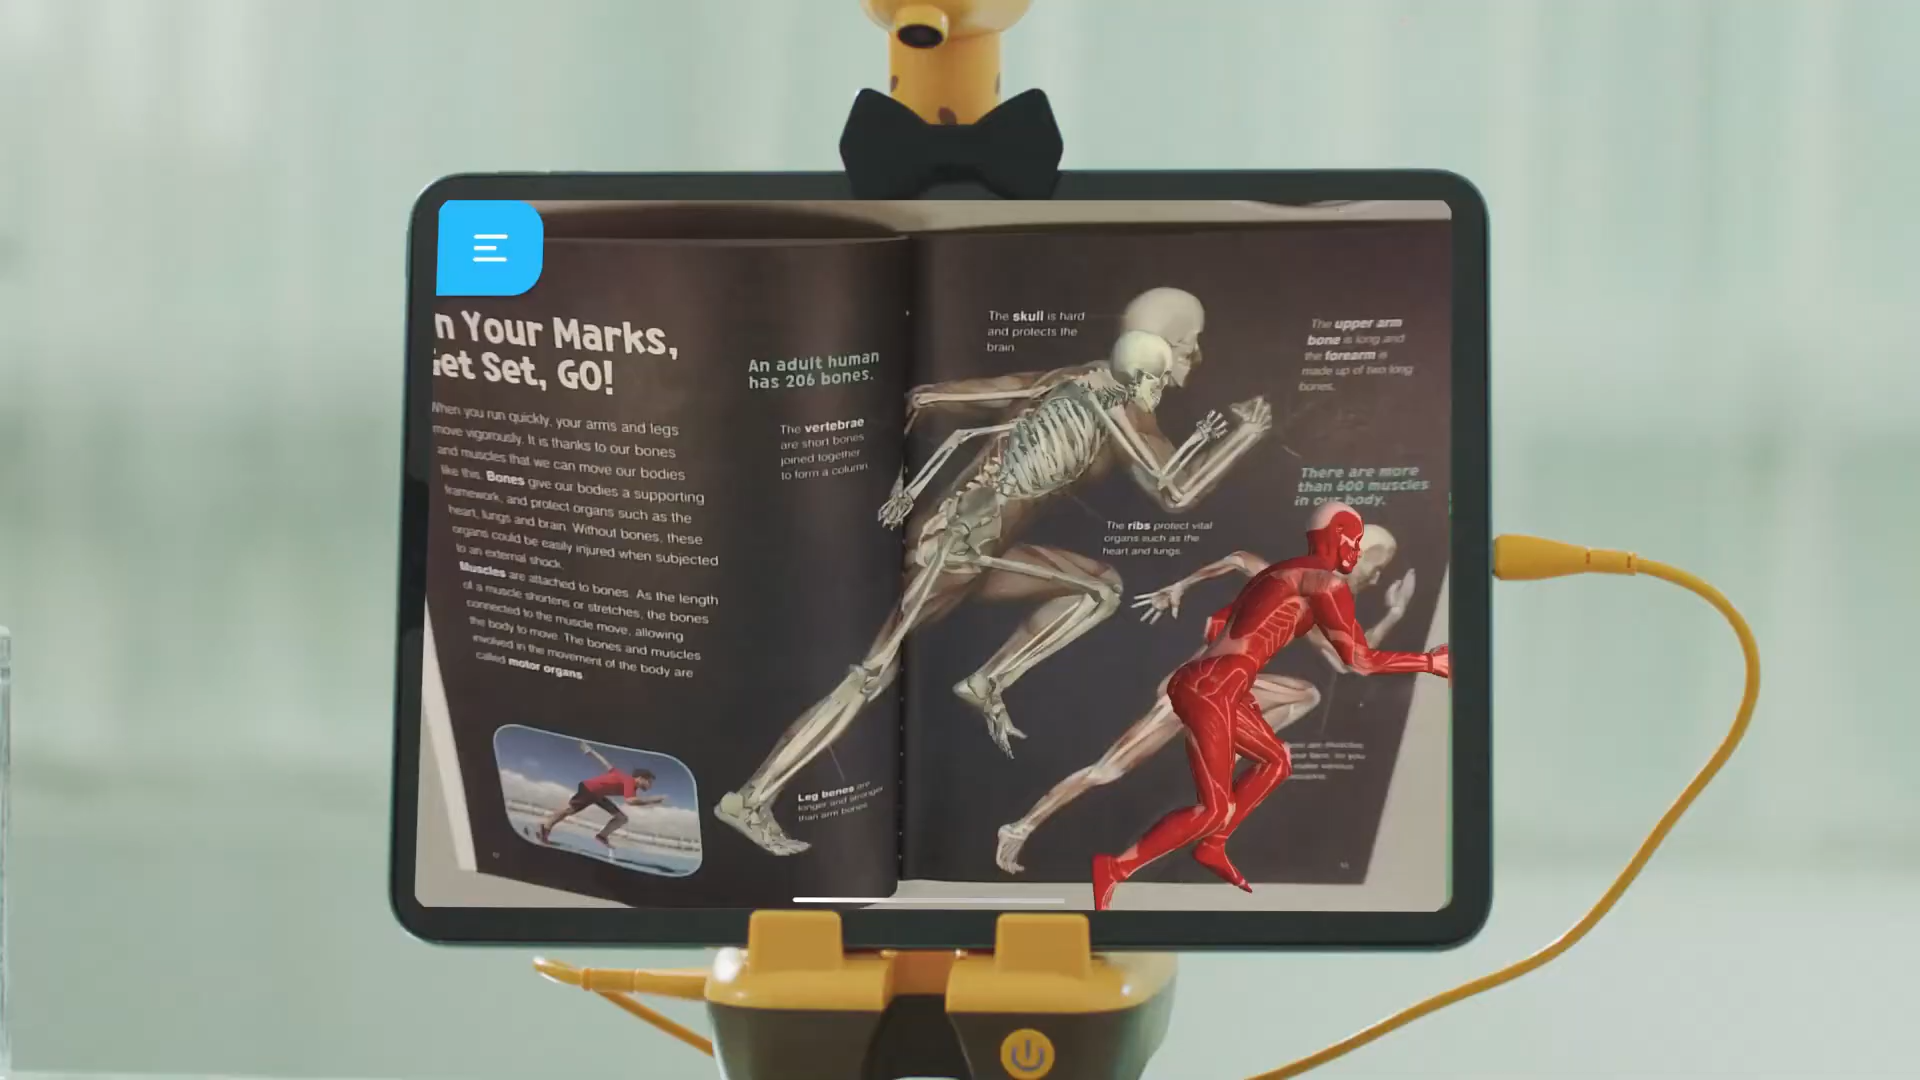 n Your Marks,
et Set, GO!
When you run quickly, your arms and legs
move vigorously. It is thanks to our bones
and muscles that we can move our bodies
like this. Bones give our bodies a supporting
framework, and protect organs such as the
heart, lungs and brain. Without bones, these
organs could be easily injured when subjected
to an external shock.
Muscles are attached to bones. As the length
of a muscle shortens or stretches, the bones
connected to the muscle move, allowing
the body to move. The bones and muscles
involved in the movement of the body are
called motor organs
An adult human
has 206 bones.
The vertebrae
are short bones
joined together
to form a column
Leg bones are
longer and stronger
than arm bones.
The skull is hard
and protects the
brain
The upper arm
bone is long and
the forearm is
made up of two long
bones.
There are more
than 600 muscles
in our body.
The ribs protect vital
organs such as the
heart and lungs.